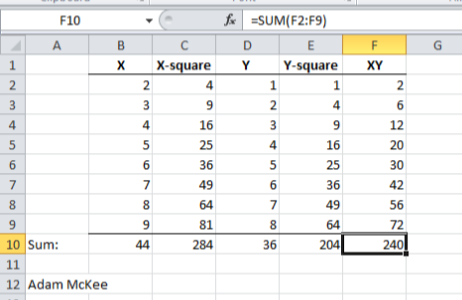 F10 fx =SUM(F2:F9)
A B C D E F G
1 X X-square Y Y-square XY
2 2 4 1 1 2
3 3 9 2 4 6
4 4 16 3 9 12
5 5 25 4 16 20
6 6 36 5 25 30
7 7 49 6 36 42
8 8 64 7 49 56
9 9 81 8 64 72
10 Sum: 44 284 36 204 240
11
12 Adam McKee